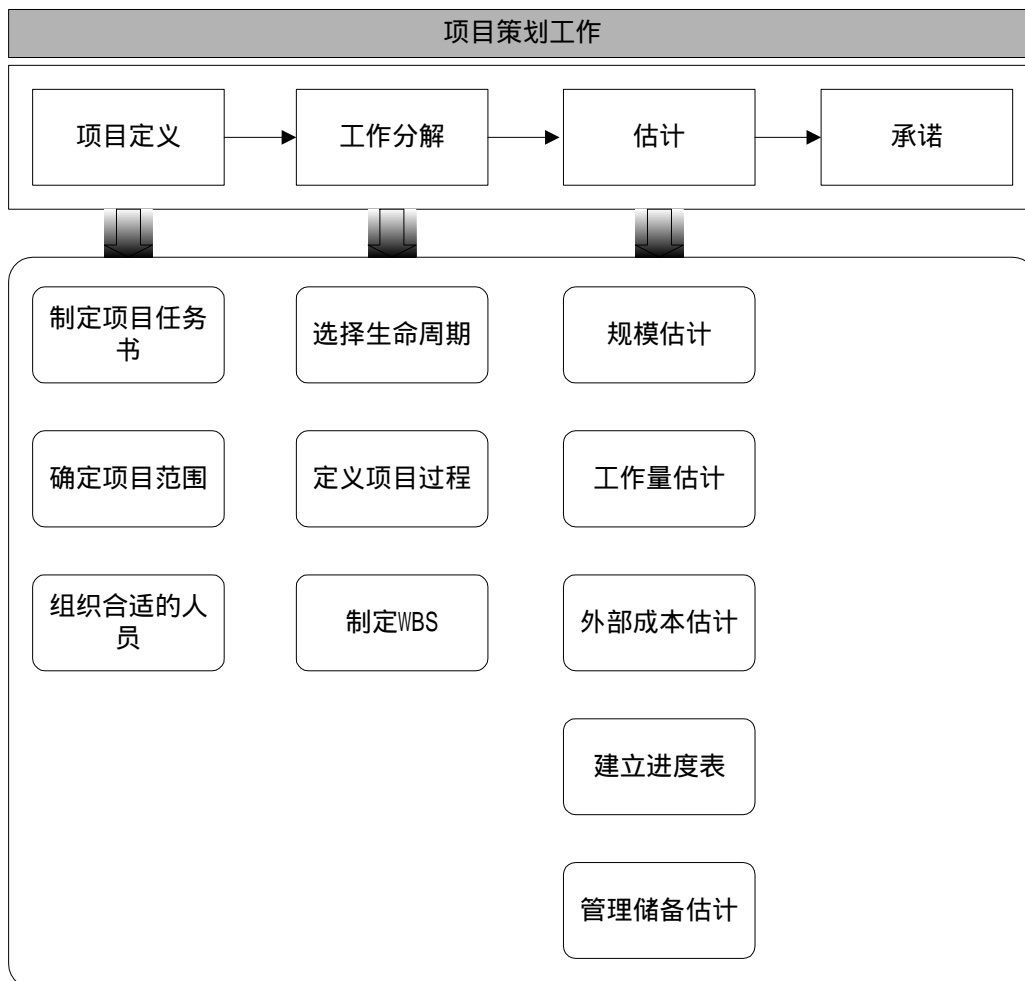 项目策划工作
项目定义
工作分解
估计
承诺
制定项目任务
书
选择生命周期
规模估计
确定项目范围
定义项目过程
工作量估计
组织合适的人
员
制定WBS
外部成本估计
建立进度表
管理储备估计